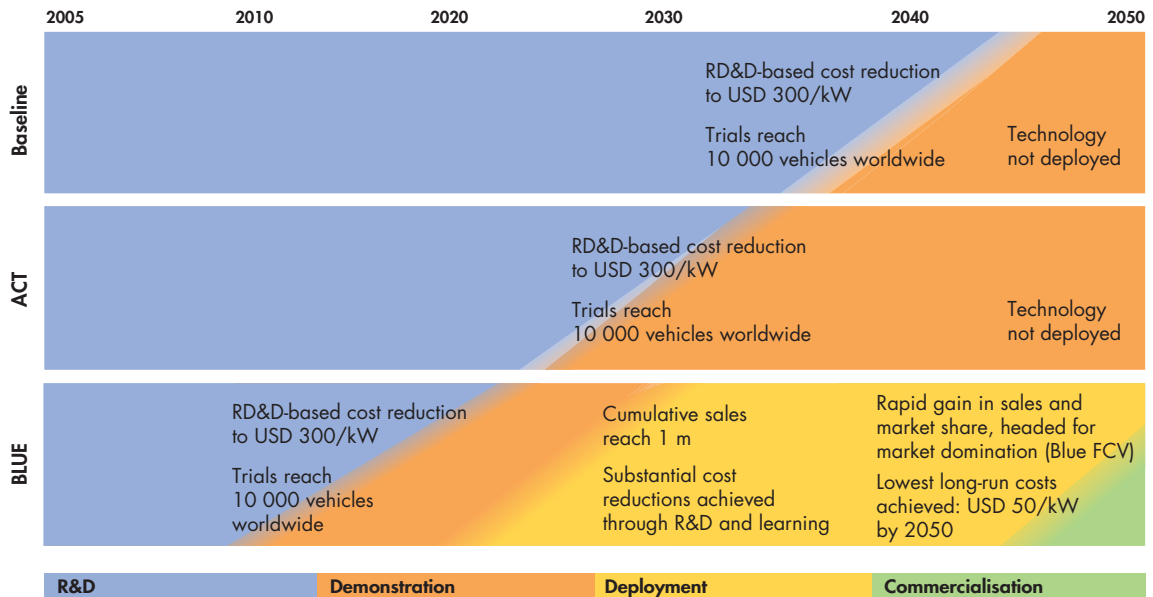 2005 2010 2020 2030 2040 2050
Baseline
RD&D-based cost reduction
to USD 300/kW
Trials reach
10 000 vehicles worldwide
Technology
not deployed
ACT
RD&D-based cost reduction
to USD 300/kW
Trials reach
10 000 vehicles worldwide
Technology
not deployed
BLUE
RD&D-based cost reduction
to USD 300/kW
Trials reach
10 000 vehicles
worldwide
Cumulative sales
reach 1 m
Substantial cost
reductions achieved
through R&D and learning
Rapid gain in sales and
market share, headed for
market domination (Blue FCV)
Lowest long-run costs
achieved: USD 50/kW
by 2050
R&D Demonstration Deployment Commercialisation